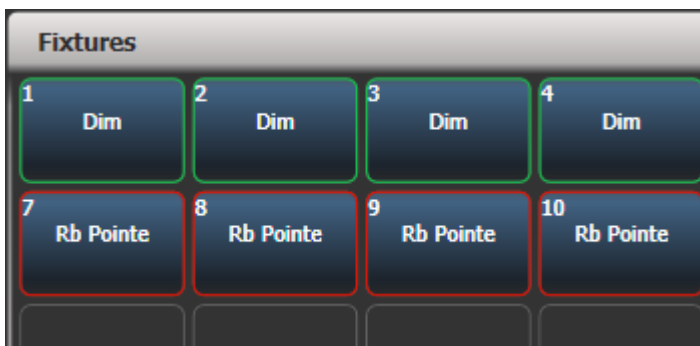 Fixtures
1 2 3 4
Dim Dim Dim Dim
7 8 9 10
Rb Pointe Rb Pointe Rb Pointe Rb Pointe